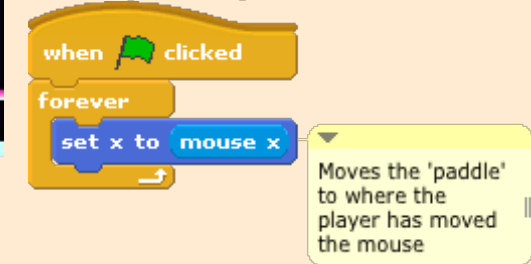 when clicked
forever
set x to mouse x
Moves the 'paddle'
to where the
player has moved
the mouse